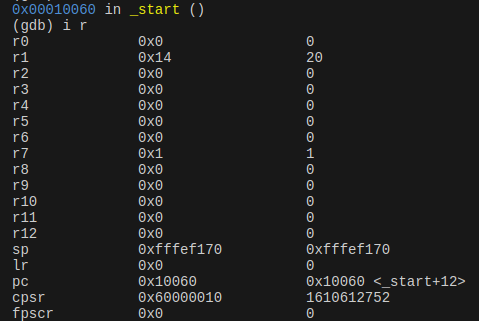 0x00010060 in _start ()
(gdb) i r
r0 0x0 0
r1 0x14 20
r2 0x0 0
r3 0x0 0
r4 0x0 0
r5 0x0 0
r6 0x0 0
r7 0x1 1
r8 0x0 0
r9 0x0 0
r10 0x0 0
r11 0x0 0
r12 0x0 0
sp 0xfffef170 0xfffef170
lr 0x0 0
pc 0x10060 0x10060 <_start+12>
cpsr 0x60000010 1610612752
fpscr 0x0 0